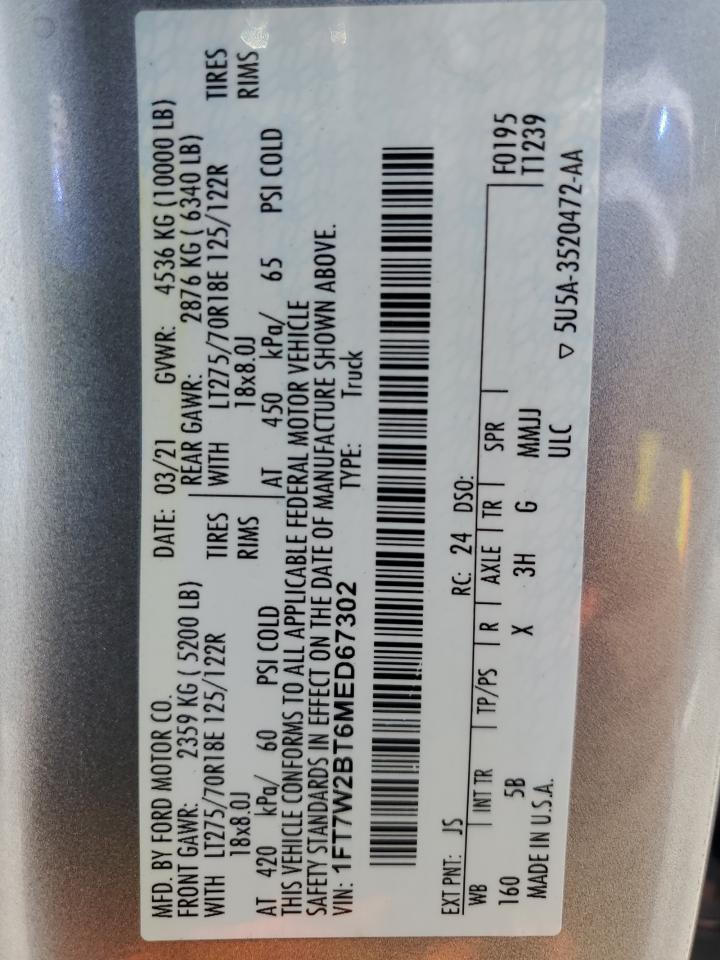 MFD. BY FORD MOTOR CO.
DATE: 03/21 GVWR: 4536 KG (10000 LB)
FRONT GAWR: 2359 KG ( 5200 LB)
REAR GAWR: 2876 KG ( 6340 LB)
WITH LT275/70R18E 125/122R TIRES
WITH LT275/70R18E 125/122R TIRES
18x8.0J RIMS
18x8.0J RIMS
AT 420 kPa/ 60 PSI COLD
AT 450 kPa/ 65 PSI COLD
THIS VEHICLE CONFORMS TO ALL APPLICABLE FEDERAL MOTOR VEHICLE
SAFETY STANDARDS IN EFFECT ON THE DATE OF MANUFACTURE SHOWN ABOVE.
VIN: 1FT7W2BT6MED67302 TYPE: Truck
EXT PNT: JS RC: 24 DSO:
WB INT TR TP/PS R AXLE TR SPR F0195
160 5B X 3H G MMJJ T1239
MADE IN U.S.A. ULC ▽ 5U5A-3520472-AA